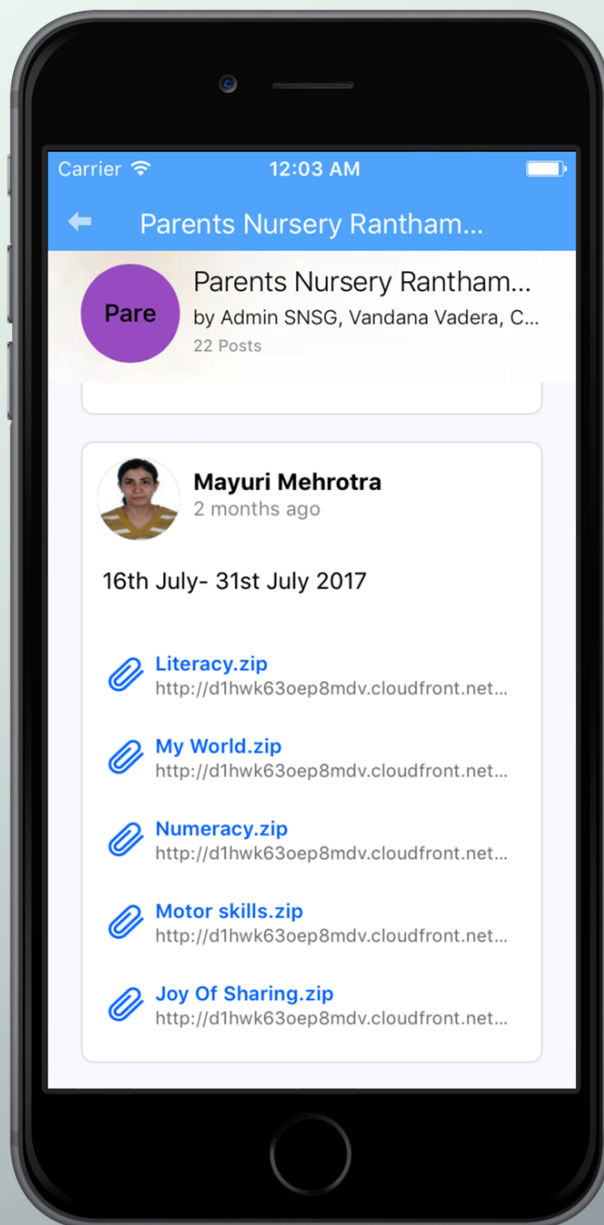 Carrier 12:03 AM
Parents Nursery Rantham...
Pare
Parents Nursery Rantham...
by Admin SNSG, Vandana Vadera, C...
22 Posts
Mayuri Mehrotra
2 months ago
16th July- 31st July 2017
Literacy.zip
http://d1hwk63oep8mdv.cloudfront.net...
My World.zip
http://d1hwk63oep8mdv.cloudfront.net...
Numeracy.zip
http://d1hwk63oep8mdv.cloudfront.net...
Motor skills.zip
http://d1hwk63oep8mdv.cloudfront.net...
Joy Of Sharing.zip
http://d1hwk63oep8mdv.cloudfront.net...